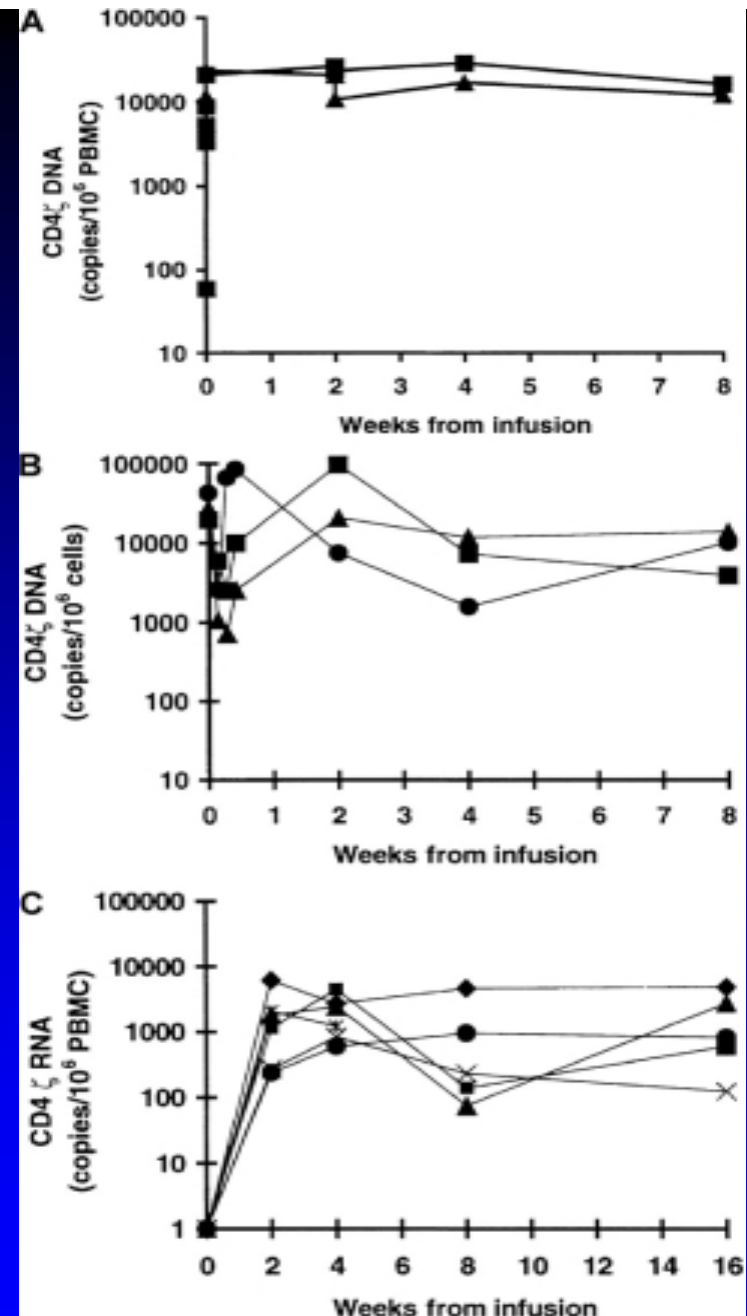 A
100000
10000
1000
100
10
CD4ζ DNA
(copies/10⁶ PBMC)
0 1 2 3 4 5 6 7 8
Weeks from infusion
B
100000
10000
1000
100
10
CD4ζ DNA
(copies/10⁶ cells)
0 1 2 3 4 5 6 7 8
Weeks from infusion
C
100000
10000
1000
100
10
1
CD4 ζ RNA
(copies/10⁶ PBMC)
0 2 4 6 8 10 12 14 16
Weeks from infusion